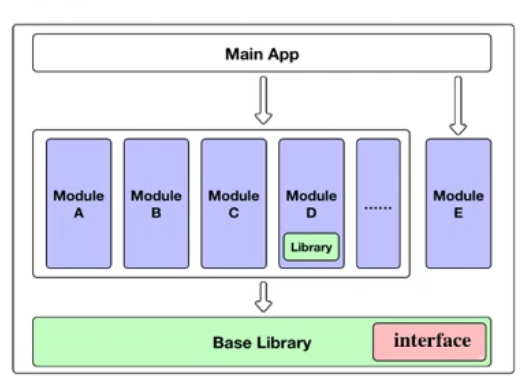 Main App
Module
A
Module
B
Module
C
Module
D
Library
......
Module
E
Base Library
interface